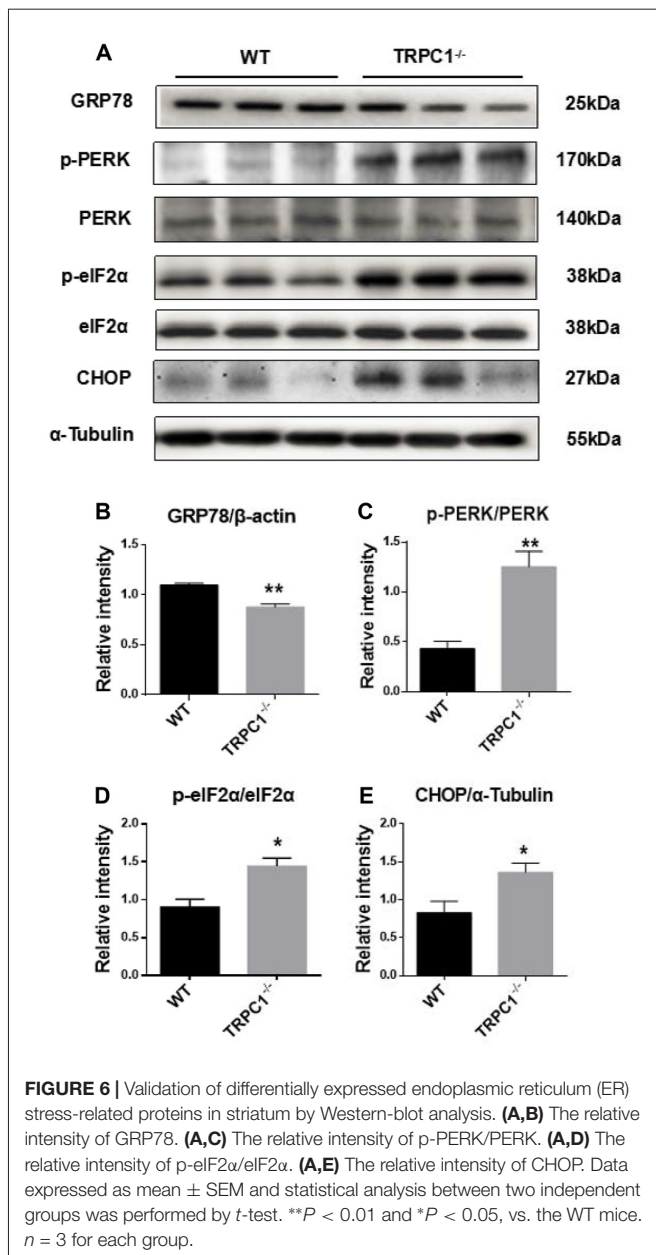 A
WT TRPC1-/-
GRP78 25kDa
p-PERK 170kDa
PERK 140kDa
p-eIF2α 38kDa
eIF2α 38kDa
CHOP 27kDa
α-Tubulin 55kDa
B
GRP78/β-actin
Relative intensity
1.5
1.0
0.5
0.0
**
WT
TRPC1-/-
C
p-PERK/PERK
Relative intensity
1.5
1.0
0.5
0.0
**
WT
TRPC1-/-
D
p-eIF2α/eIF2α
Relative intensity
2.0
1.5
1.0
0.5
0.0
*
WT
TRPC1-/-
E
CHOP/α-Tubulin
Relative intensity
2.0
1.5
1.0
0.5
0.0
*
WT
TRPC1-/-
FIGURE 6 | Validation of differentially expressed endoplasmic reticulum (ER)
stress-related proteins in striatum by Western-blot analysis. (A,B) The relative
intensity of GRP78. (A,C) The relative intensity of p-PERK/PERK. (A,D) The
relative intensity of p-eIF2α/eIF2α. (A,E) The relative intensity of CHOP. Data
expressed as mean ± SEM and statistical analysis between two independent
groups was performed by t-test. **P < 0.01 and *P < 0.05, vs. the WT mice.
n = 3 for each group.